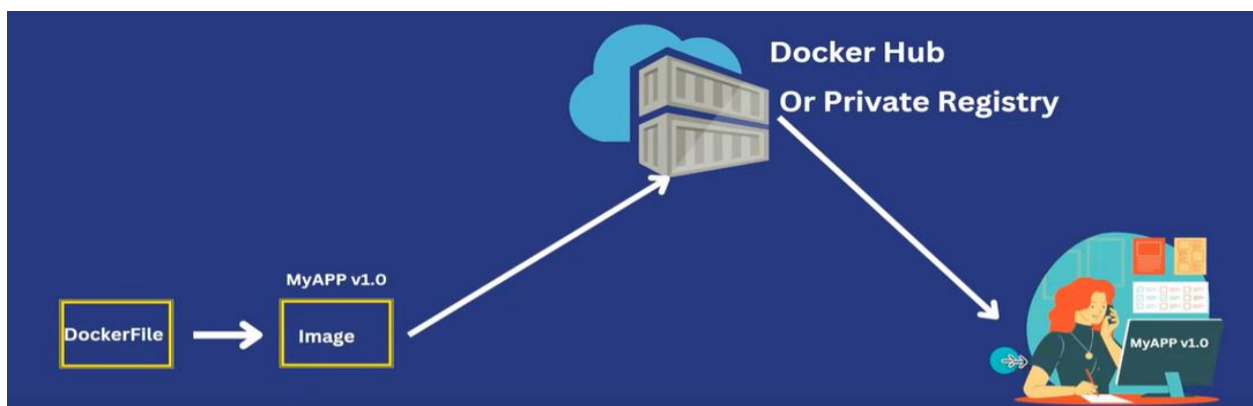 Docker Hub
Or Private Registry
MyAPP v1.0
DockerFile
Image
MyAPP v1.0